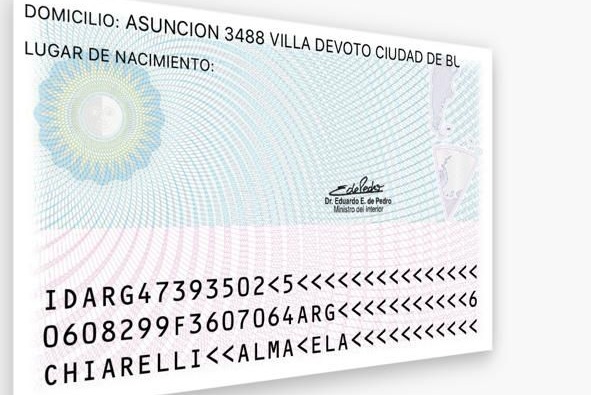 DOMICILIO: ASUNCION 3488 VILLA DEVOTO CIUDAD DE BU
LUGAR DE NACIMIENTO:
Dr. Eduardo E. de Pedro
Ministro del Interior
IDARG47393502<5<<<<<<<<<<<<<<<
0608299F3607064ARG<<<<<<<<<<<6
CHIARELLI<<ALMA<ELA<<<<<<<<<<<